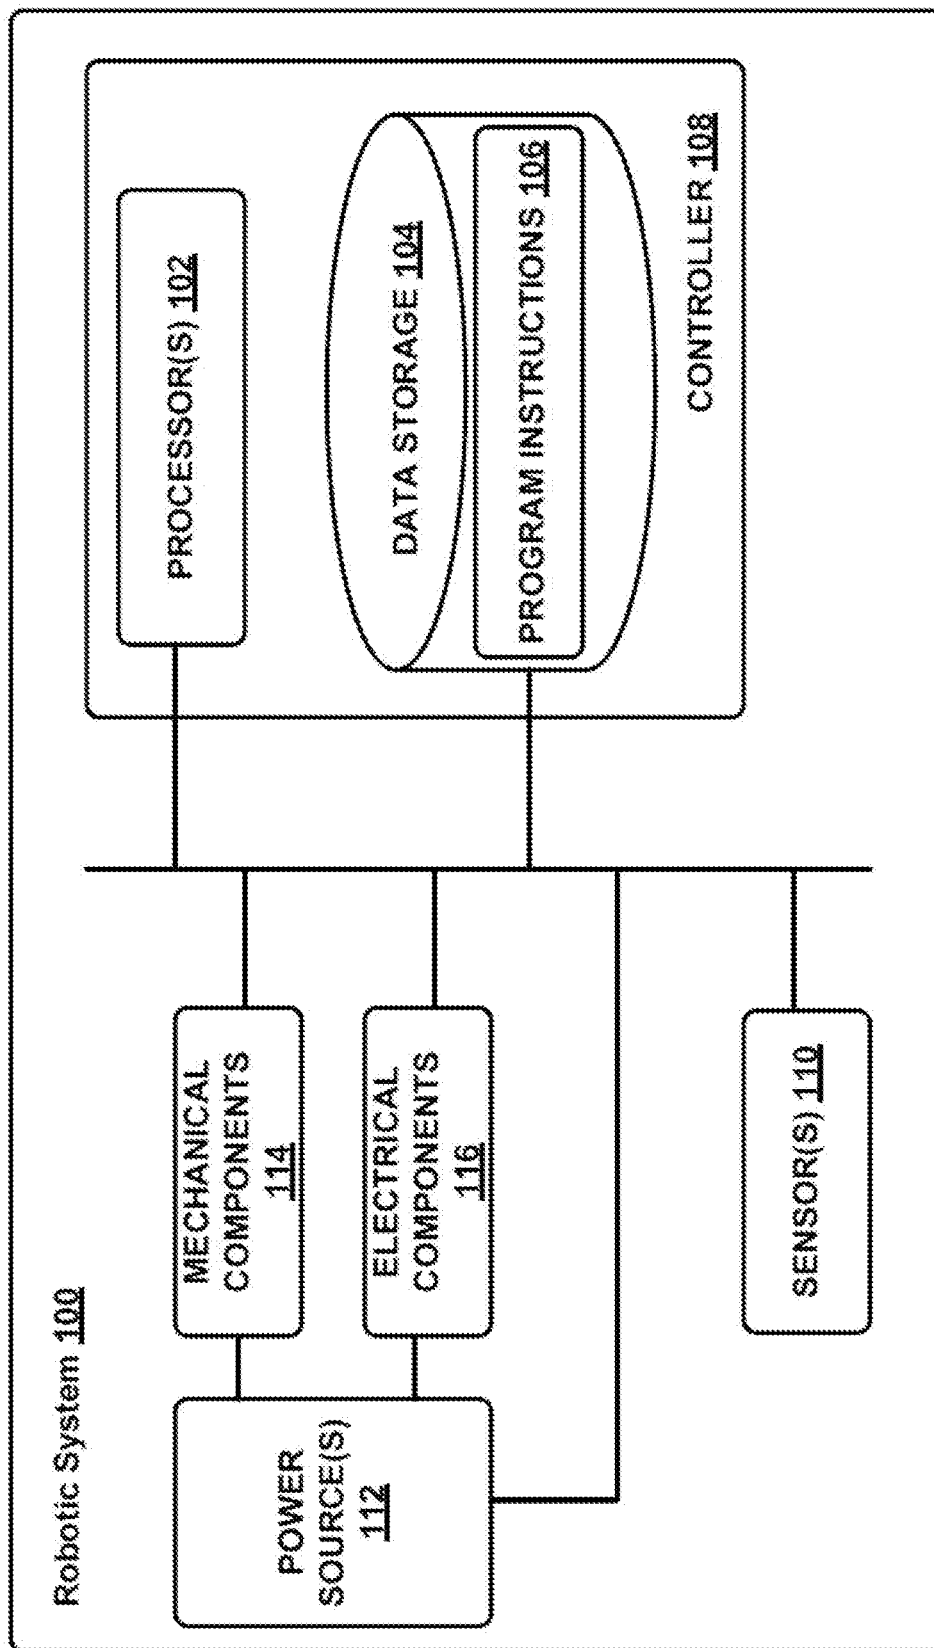 Robotic System 100
POWER
SOURCE(S)
112
MECHANICAL
COMPONENTS
114
ELECTRICAL
COMPONENTS
116
SENSOR(S) 110
PROCESSOR(S) 102
DATA STORAGE 104
PROGRAM INSTRUCTIONS 106
CONTROLLER 108